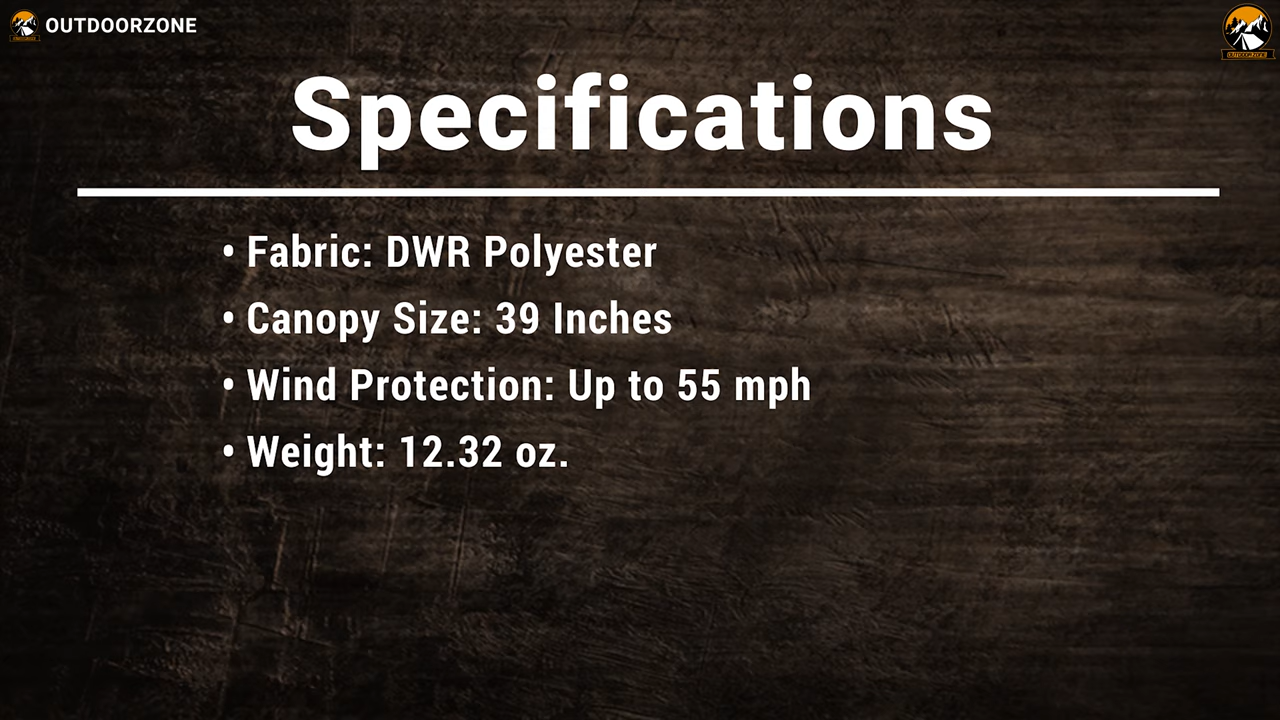 OUTDOORZONE
OUTDOORZONE
Specifications
• Fabric: DWR Polyester
• Canopy Size: 39 Inches
• Wind Protection: Up to 55 mph
• Weight: 12.32 oz.